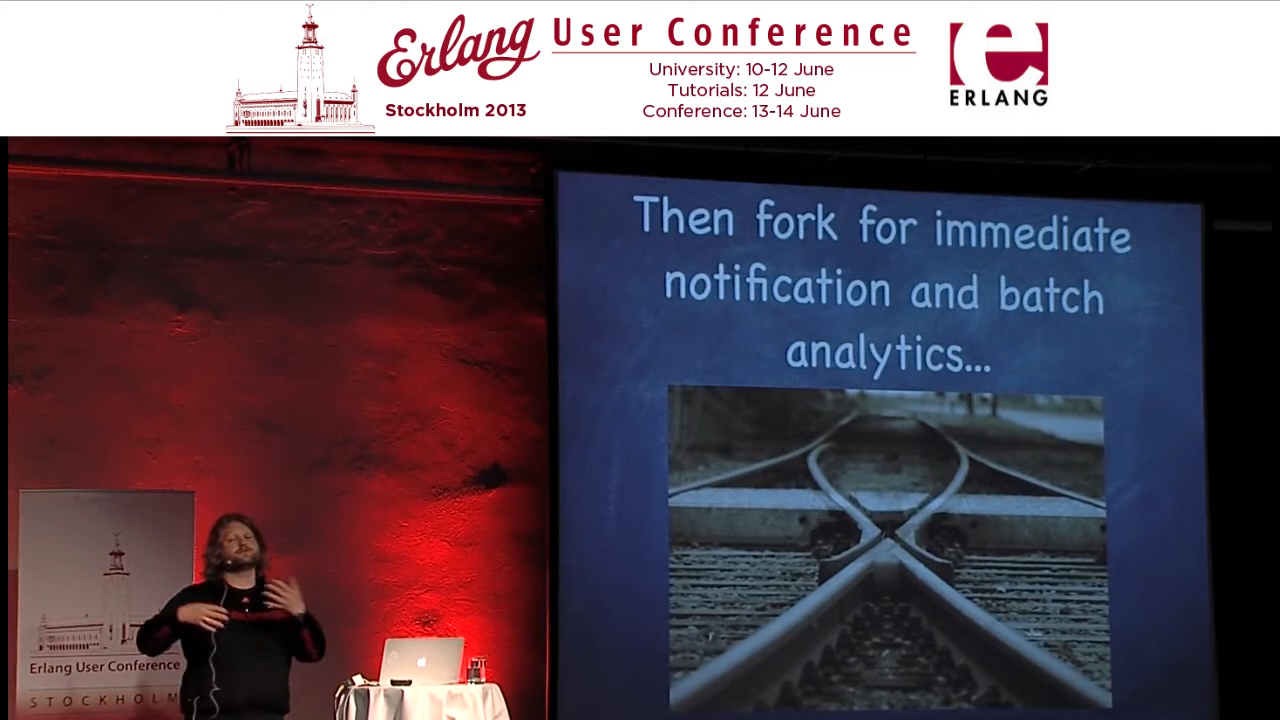 Erlang User Conference
Stockholm 2013
University: 10-12 June
Tutorials: 12 June
Conference: 13-14 June
ERLANG
Then fork for immediate
notification and batch
analytics...
Erlang User Conference
STOCKHOLM